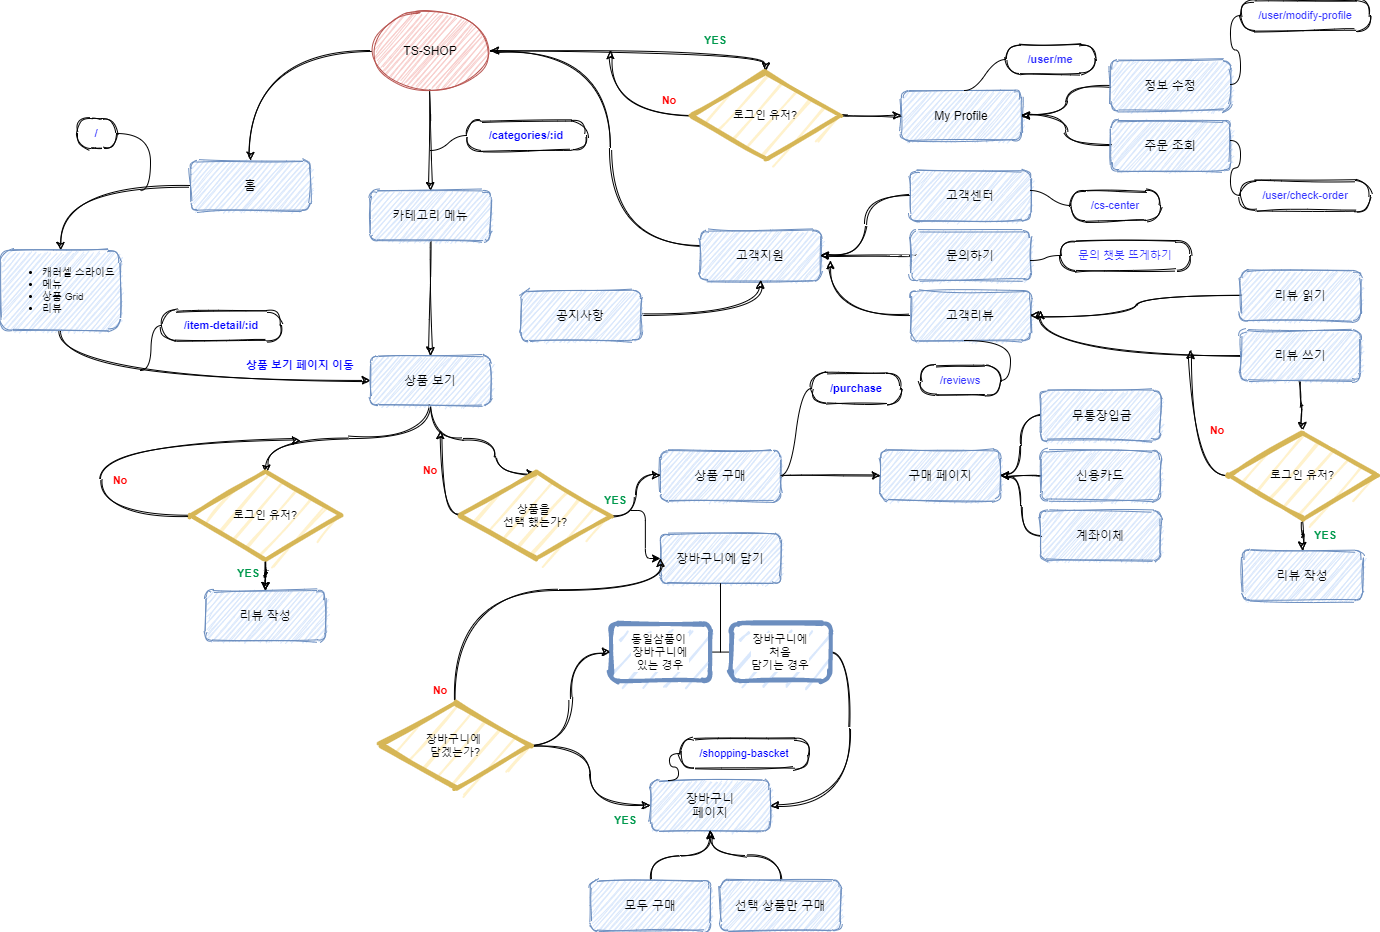 /user/modify-profile
TS-SHOP
YES
/user/me
정보 수정
No
로그인 유저?
My Profile
주문 조회
/
/categories/:id
홈
카테고리 메뉴
고객센터
/user/check-order
/cs-center
고객지원
문의하기
문의 챗봇 뜨게하기
캐러셀 스라이드
메뉴
상품 Grid
리뷰
공지사항
고객리뷰
리뷰 읽기
/item-detail/:id
리뷰 쓰기
상품 보기 페이지 이동
상품 보기
/purchase
/reviews
무통장입금
No
No
No
상품 구매
구매 페이지
신용카드
로그인 유저?
YES
로그인 유저?
상품을
선택 했는가?
계좌이체
YES
YES
장바구니에 담기
리뷰 작성
리뷰 작성
동일상품이
장바구니에
있는 경우
장바구니에
처음
담기는 경우
No
장바구니에
담겠는가?
/shopping-bascket
장바구니
페이지
YES
모두 구매
선택 상품만 구매